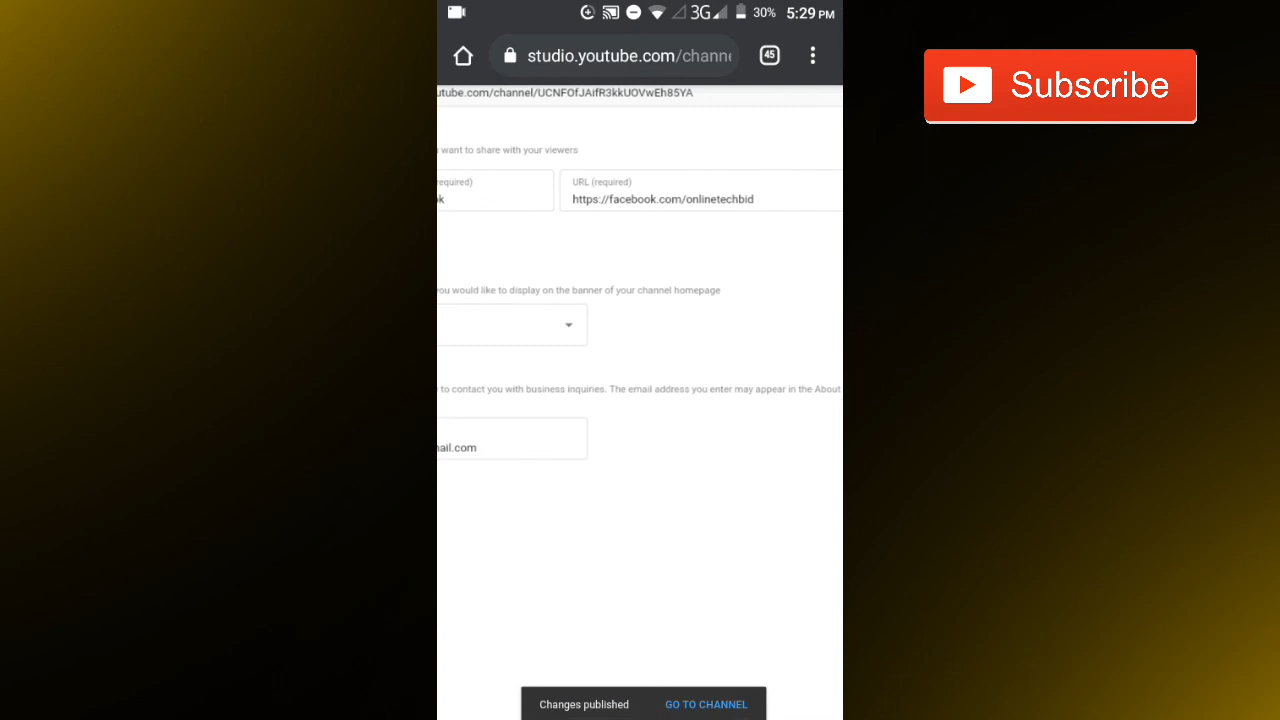 3G 30% 5:29 PM
studio.youtube.com/chann
45
Subscribe
utube.com/channel/UCNFOfJAifR3kkUOVwEh85YA
want to share with your viewers
required) URL (required)
ok https://facebook.com/onlinetechbid
you would like to display on the banner of your channel homepage
y to contact you with business inquiries. The email address you enter may appear in the About
mail.com
Changes published GO TO CHANNEL